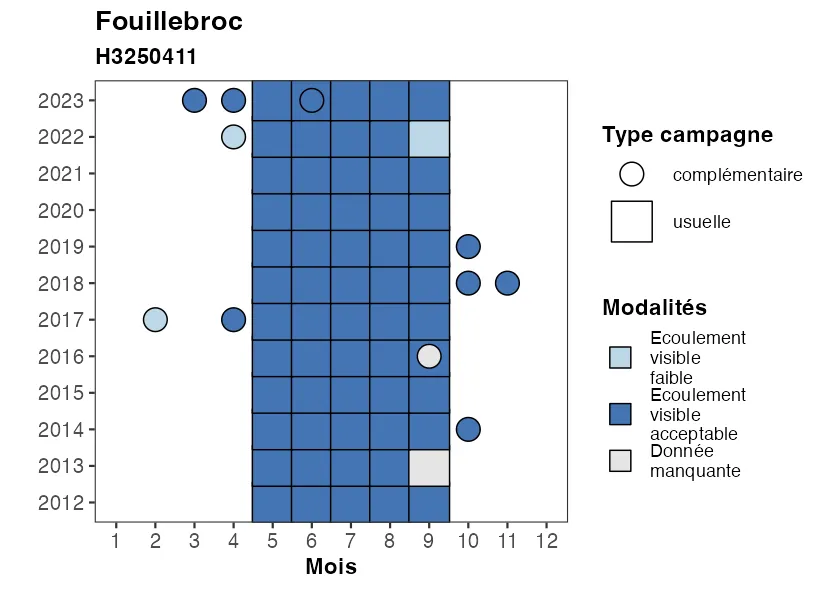 Fouillebroc
H3250411
2023
2022
2021
2020
2019
2018
2017
2016
2015
2014
2013
2012
1 2 3 4 5 6 7 8 9 10 11 12
Mois
Type campagne
complémentaire
usuelle
Modalités
Ecoulement
visible
faible
Ecoulement
visible
acceptable
Donnée
manquante